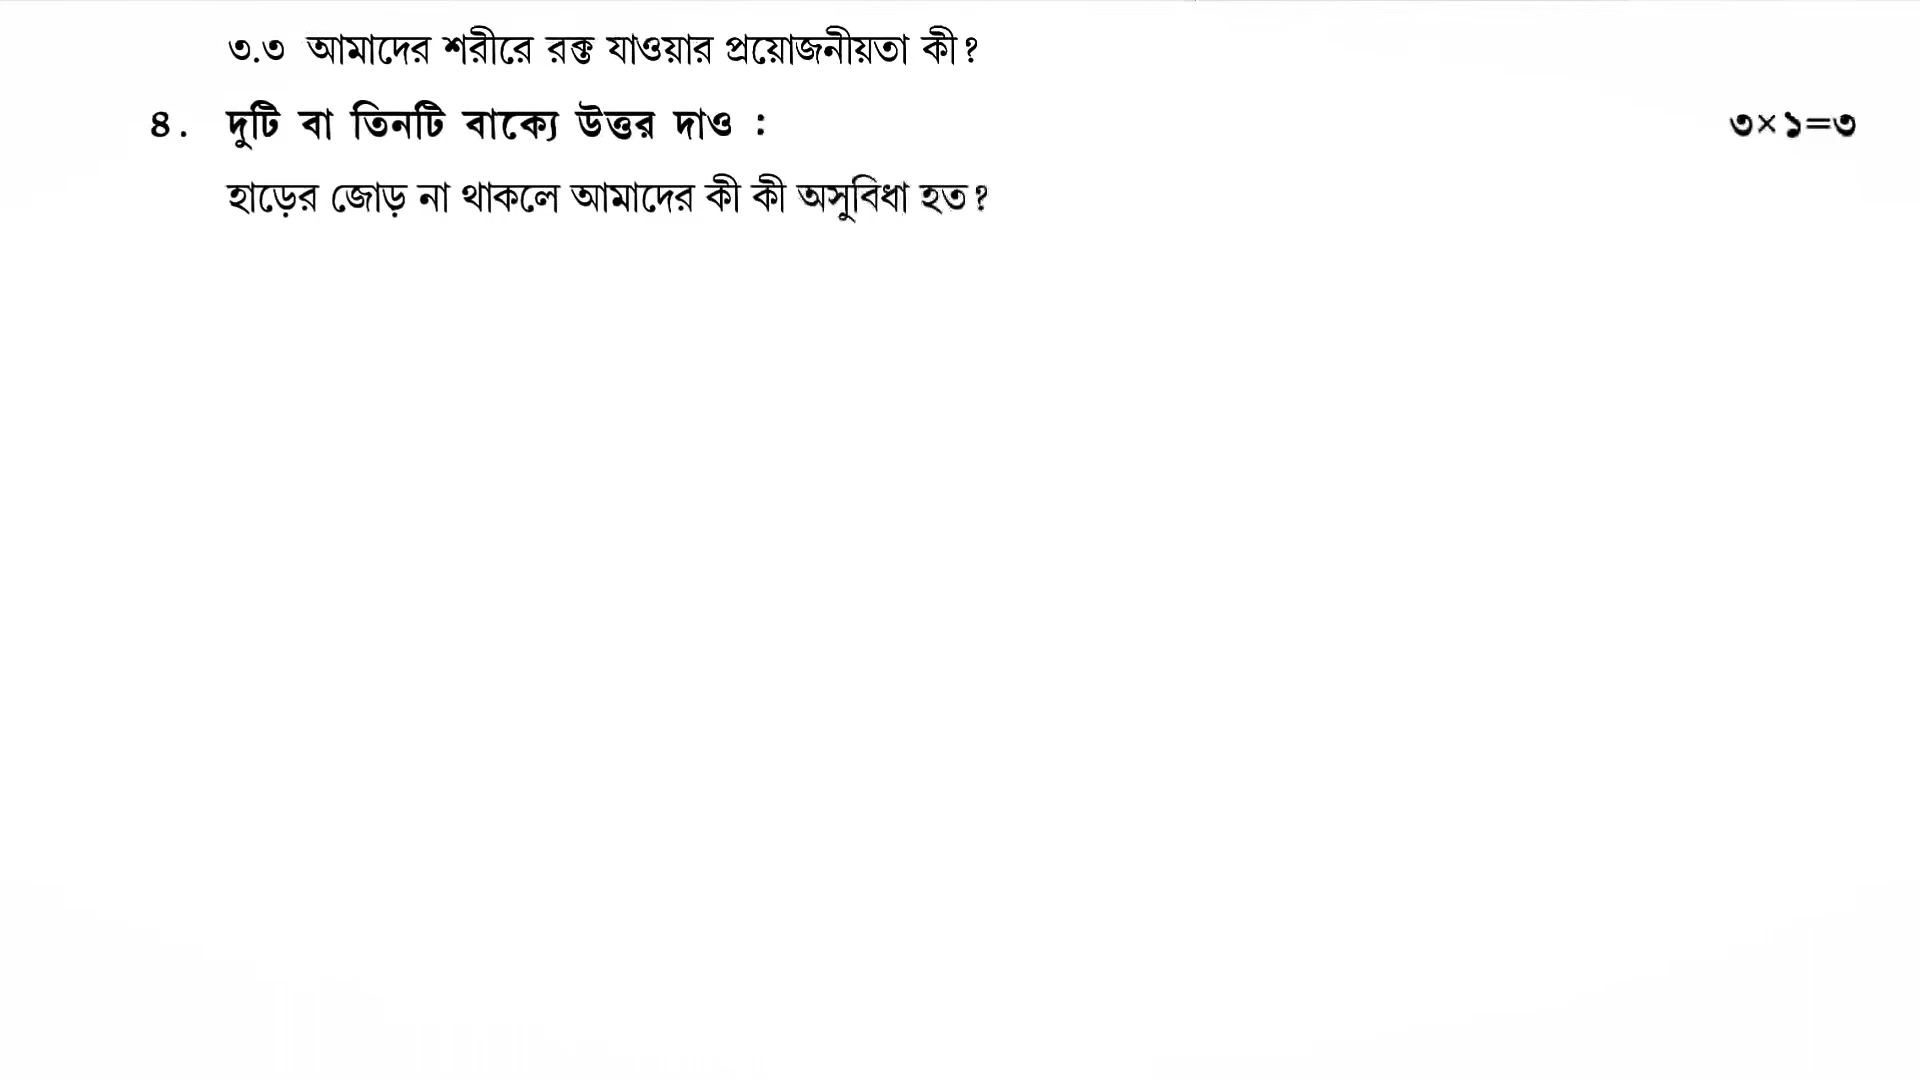 ৩.৩ আমাদের শরীরে রক্ত যাওয়ার প্রয়োজনীয়তা কী?
৪. দুটি বা তিনটি বাক্যে উত্তর দাও : ৩×১=৩
হাড়ের জোড় না থাকলে আমাদের কী কী অসুবিধা হত?